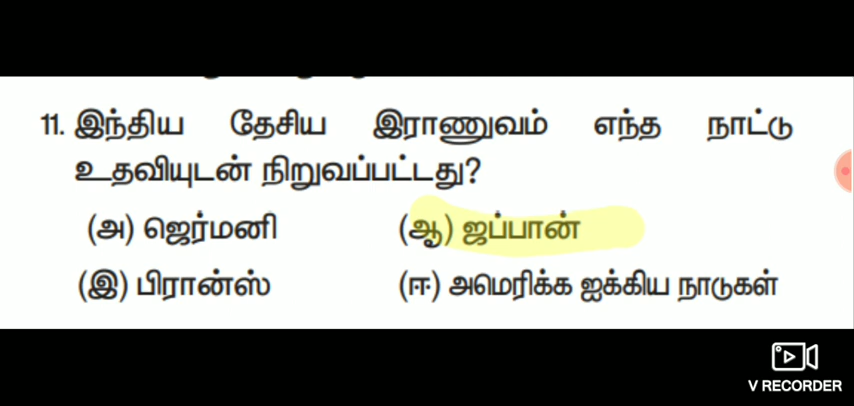 11. இந்திய தேசிய இராணுவம் எந்த நாட்டு
உதவியுடன் நிறுவப்பட்டது?
(அ) ஜெர்மனி (ஆ) ஜப்பான்
(இ) பிரான்ஸ் (ஈ) அமெரிக்க ஐக்கிய நாடுகள்
V RECORDER